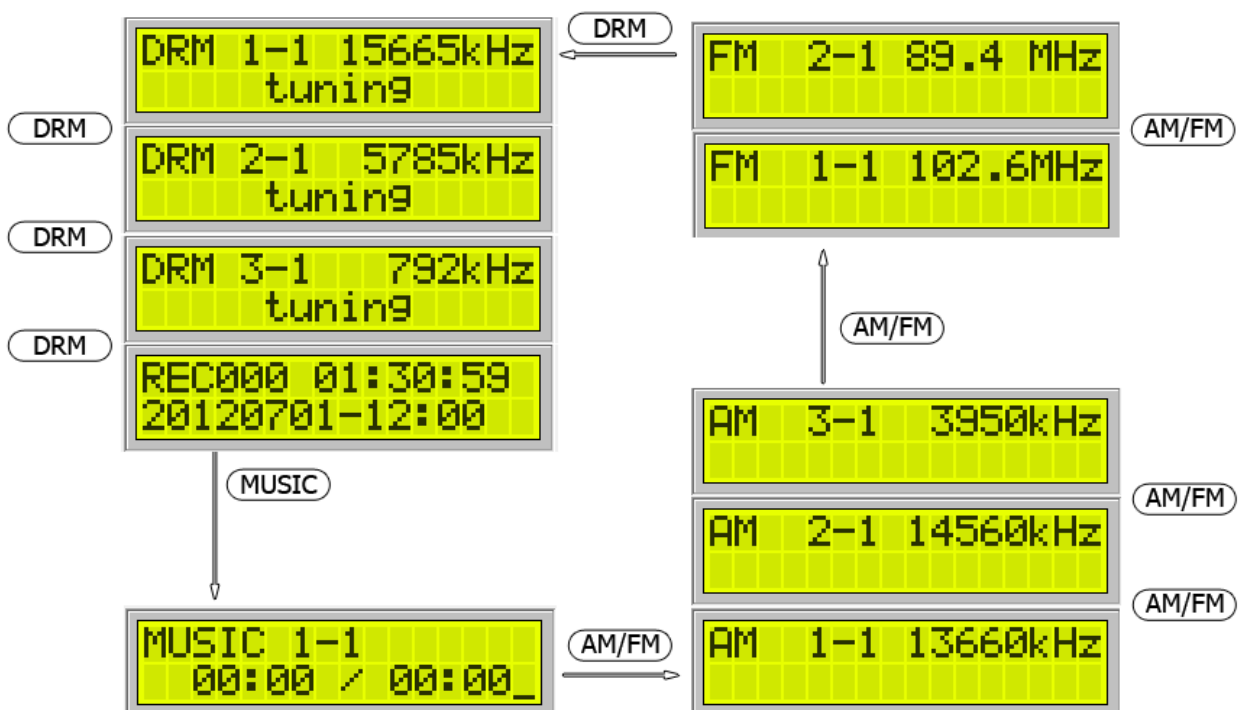 DRM 1-1 15665kHz
tuning
DRM
DRM 2-1 5785kHz
tuning
DRM
DRM 3-1 792kHz
tuning
DRM
REC000 01:30:59
20120701-12:00
MUSIC
MUSIC 1-1
00:00 / 00:00_
AM/FM
DRM
FM 2-1 89.4 MHz
AM/FM
FM 1-1 102.6MHz
AM/FM
AM 3-1 3950kHz
AM/FM
AM 2-1 14560kHz
AM/FM
AM 1-1 13660kHz